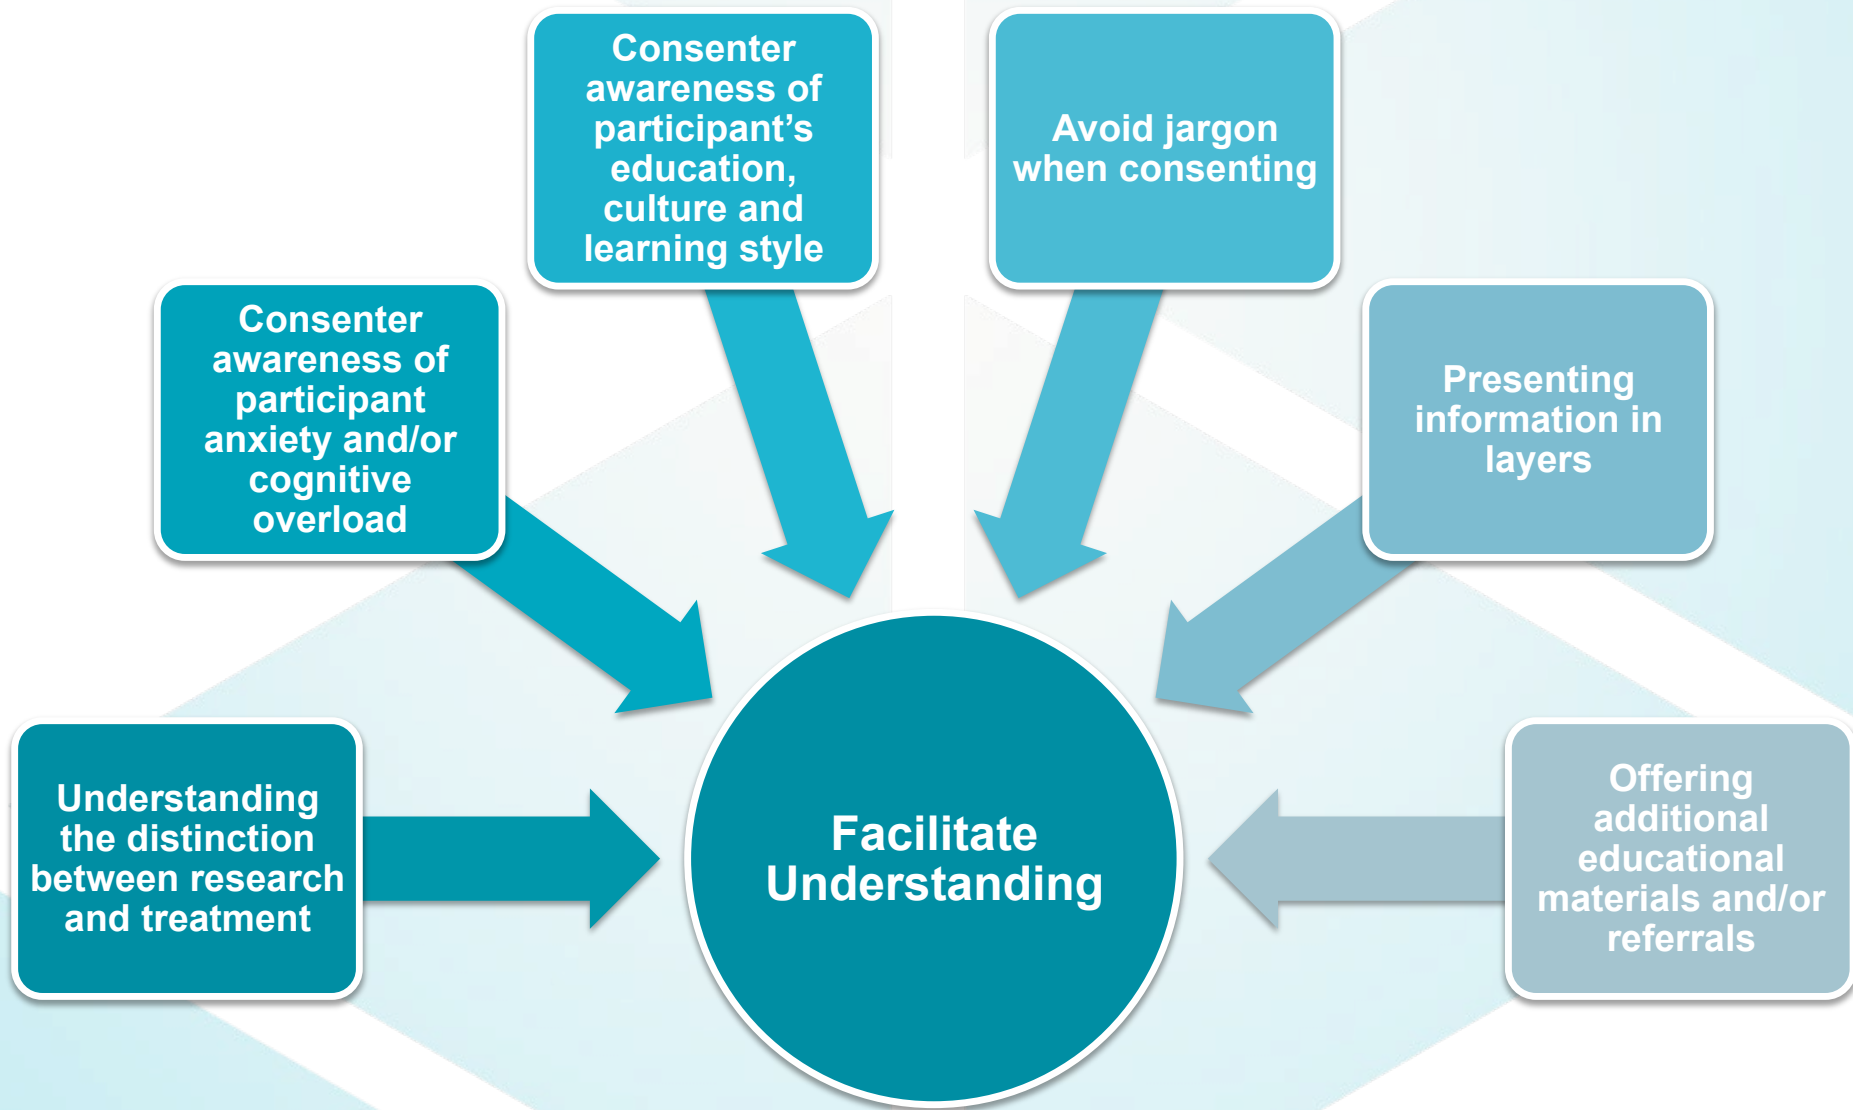 Consenter
awareness of
participant’s
education,
culture and
learning style
Avoid jargon
when consenting
Consenter
awareness of
participant
anxiety and/or
cognitive
overload
Presenting
information in
layers
Understanding
the distinction
between research
and treatment
Facilitate
Understanding
Offering
additional
educational
materials and/or
referrals